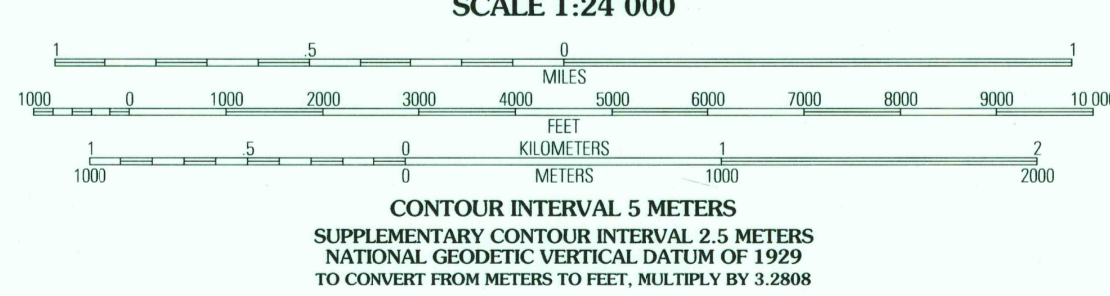 SCALE 1:24 000
1 .5 0 1
MILES
1000 0 1000 2000 3000 4000 5000 6000 7000 8000 9000 10 000
FEET
1 .5 0 KILOMETERS 1 2
1000 0 METERS 1000 2000
CONTOUR INTERVAL 5 METERS
SUPPLEMENTARY CONTOUR INTERVAL 2.5 METERS
NATIONAL GEODETIC VERTICAL DATUM OF 1929
TO CONVERT FROM METERS TO FEET, MULTIPLY BY 3.2808